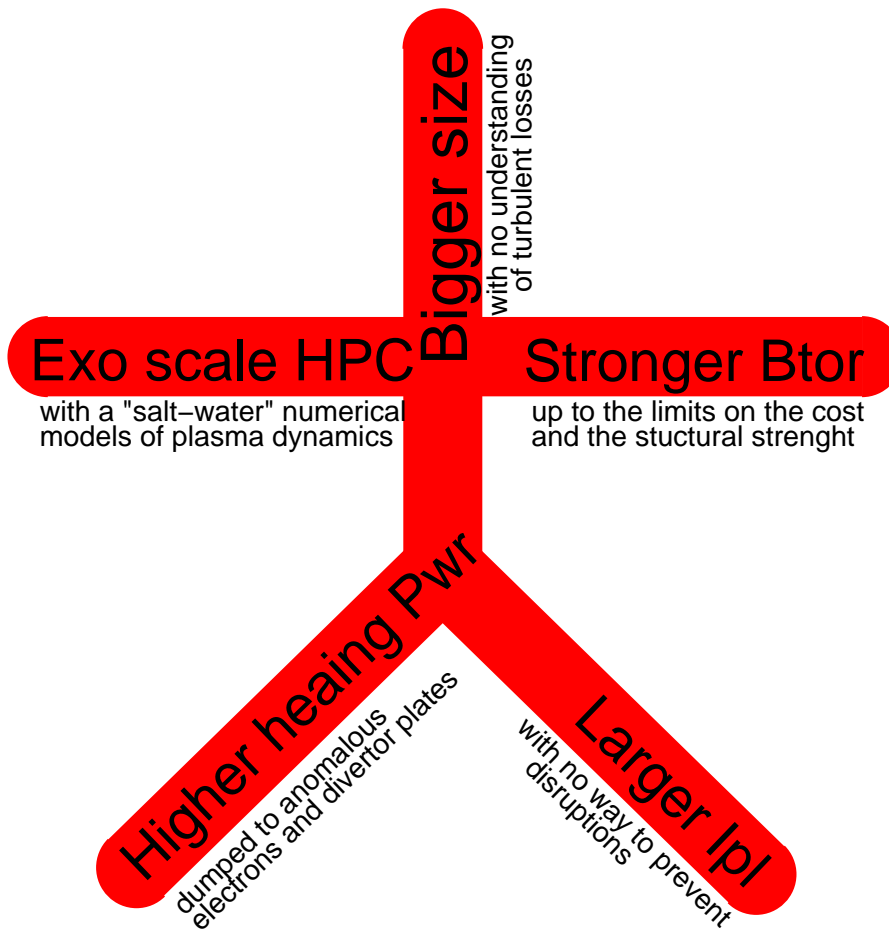 Bigger size
with no understanding
of turbulent losses
Exo scale HPC
with a "salt−water" numerical
models of plasma dynamics
Stronger Btor
up to the limits on the cost
and the stuctural strenght
Higher heaing Pwr
dumped to anomalous
electrons and divertor plates
Larger Ipl
with no way to prevent
disruptions